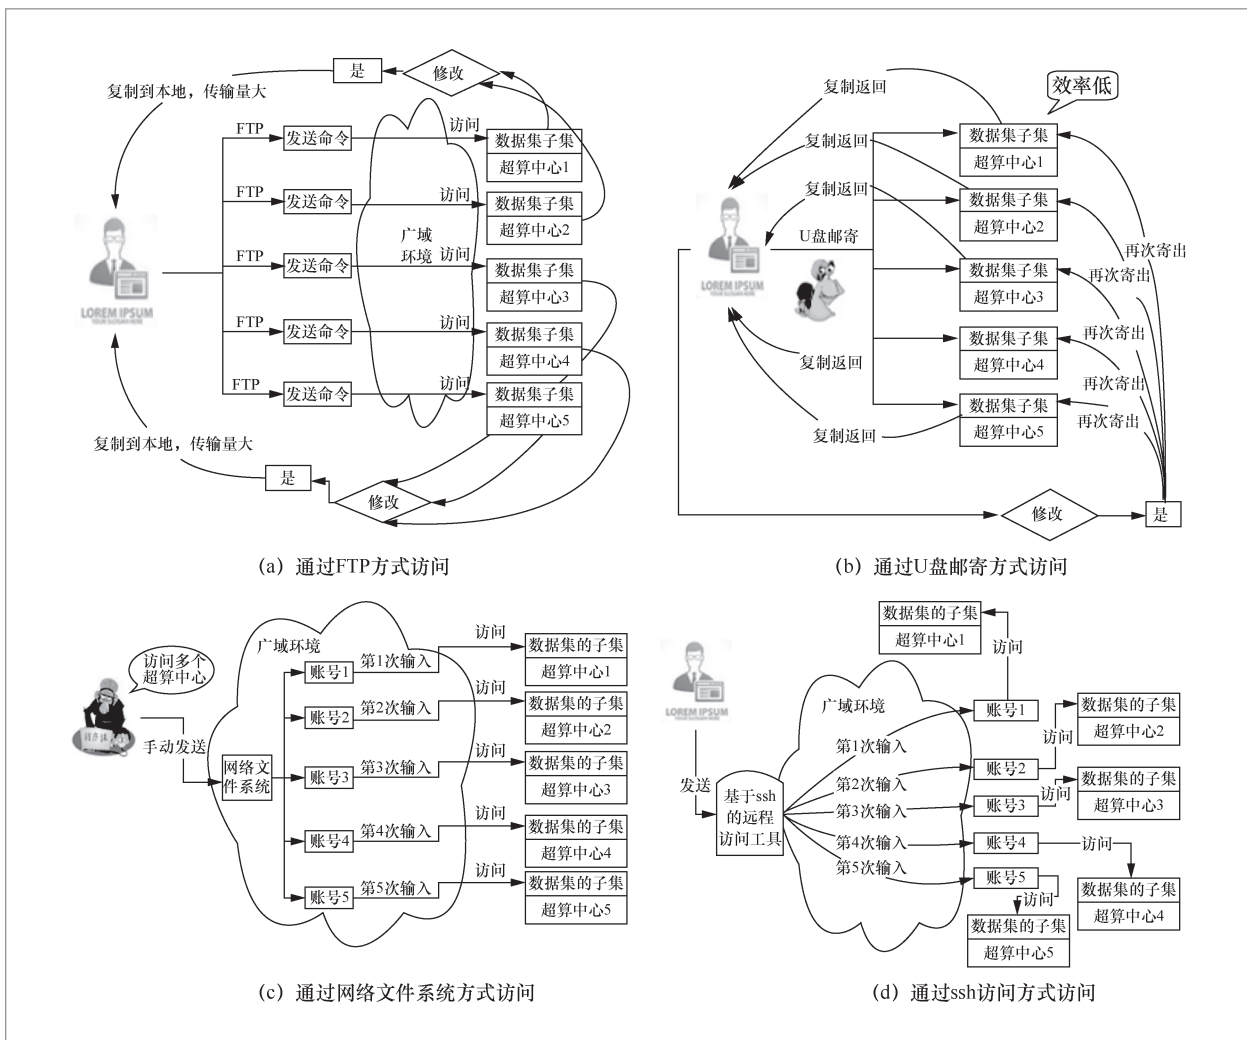 是
修改
复制到本地，传输量大
FTP
发送命令
访问
数据集子集
超算中心1
FTP
发送命令
访问
数据集子集
超算中心2
广域
环境
FTP
发送命令
访问
数据集子集
超算中心3
LOREM IPSUM
YOUR SLOGAN HERE
FTP
发送命令
访问
数据集子集
超算中心4
FTP
发送命令
访问
数据集子集
超算中心5
复制到本地，传输量大
是
修改
（a）通过FTP方式访问
复制返回
效率低
数据集子集
超算中心1
复制返回
数据集子集
超算中心2
复制返回
U盘邮寄
再次寄出
数据集子集
超算中心3
再次寄出
LOREM IPSUM
YOUR SLOGAN HERE
数据集子集
超算中心4
再次寄出
复制返回
再次寄出
数据集子集
超算中心5
再次寄出
复制返回
修改
是
（b）通过U盘邮寄方式访问
广域环境
访问多个
超算中心
手动发送
网络文
件系统
账号1
第1次输入
访问
数据集的子集
超算中心1
账号2
第2次输入
访问
数据集的子集
超算中心2
账号3
第3次输入
访问
数据集的子集
超算中心3
账号4
第4次输入
访问
数据集的子集
超算中心4
账号5
第5次输入
访问
数据集的子集
超算中心5
（c）通过网络文件系统方式访问
数据集的子集
超算中心1
访问
LOREM IPSUM
广域环境
发送
基于ssh
的远程
访问工具
第1次输入
账号1
第2次输入
账号2
访问
数据集的子集
超算中心2
第3次输入
账号3
访问
数据集的子集
超算中心3
第4次输入
账号4
访问
数据集的子集
超算中心4
第5次输入
账号5
访问
数据集的子集
超算中心5
（d）通过ssh访问方式访问